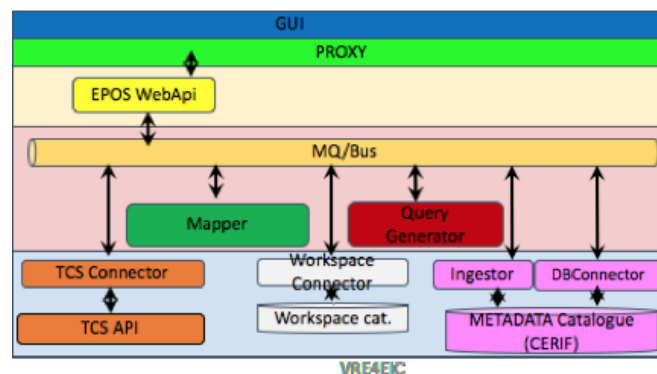 GUI
PROXY
EPOS WebApi
MQ/Bus
Mapper
Query
Generator
TCS Connector
Workspace
Connector
Ingestor
DBConnector
TCS API
Workspace cat.
METADATA Catalogue
(CERIF)
VRE4EIC